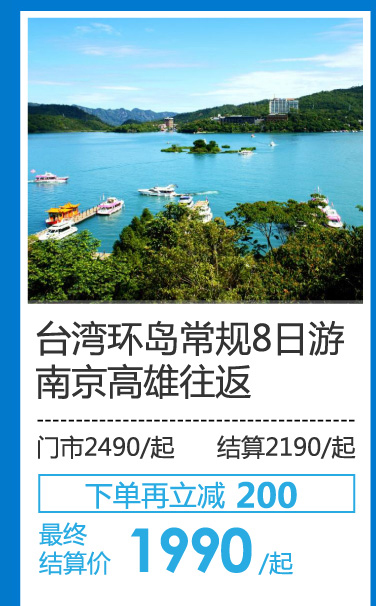 台湾环岛常规8日游
南京高雄往返
门市2490/起 结算2190/起
下单再立减 200
最终
结算价 1990 /起